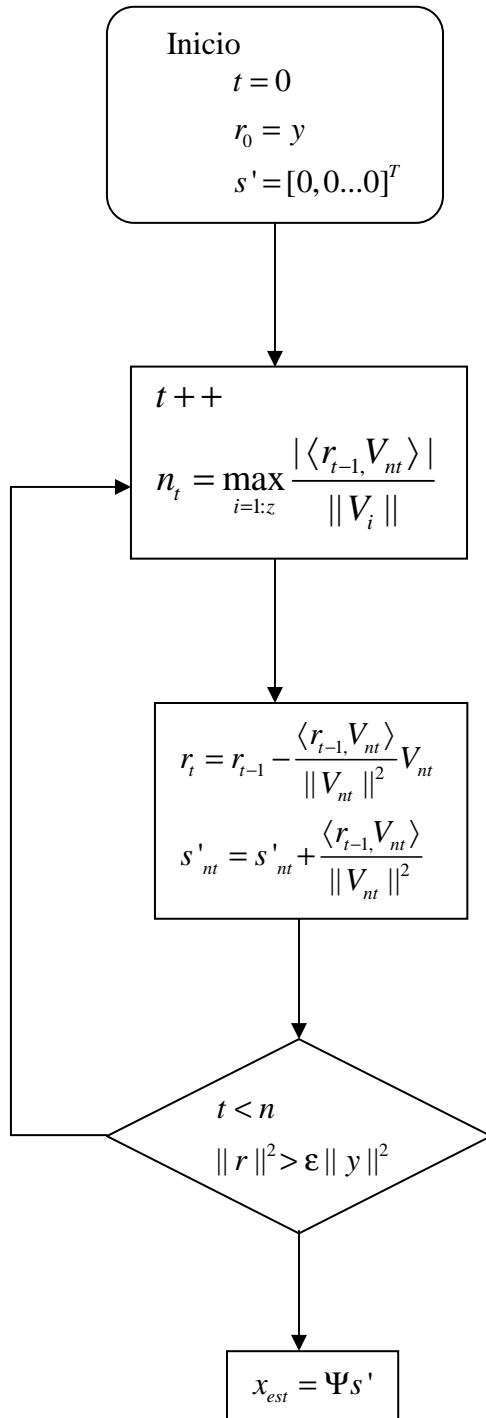 Inicio
t = 0
r₀ = y
s' = [0, 0...0]ᵀ
t + +
n_t = max_{i=1:z} |⟨r_{t−1,} V_{nt}⟩| / || V_i ||
r_t = r_{t−1} − ⟨r_{t−1,} V_{nt}⟩ / || V_{nt} ||² V_{nt}
s'_{nt} = s'_{nt} + ⟨r_{t−1,} V_{nt}⟩ / || V_{nt} ||²
t < n
|| r ||² > ε || y ||²
x_{est} = Ψs'